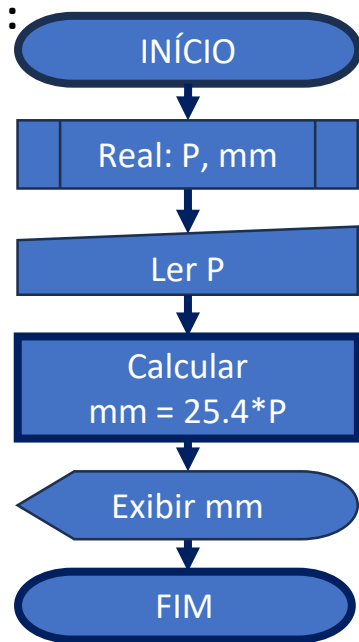 :
INÍCIO
Real: P, mm
Ler P
Calcular
mm = 25.4*P
Exibir mm
FIM